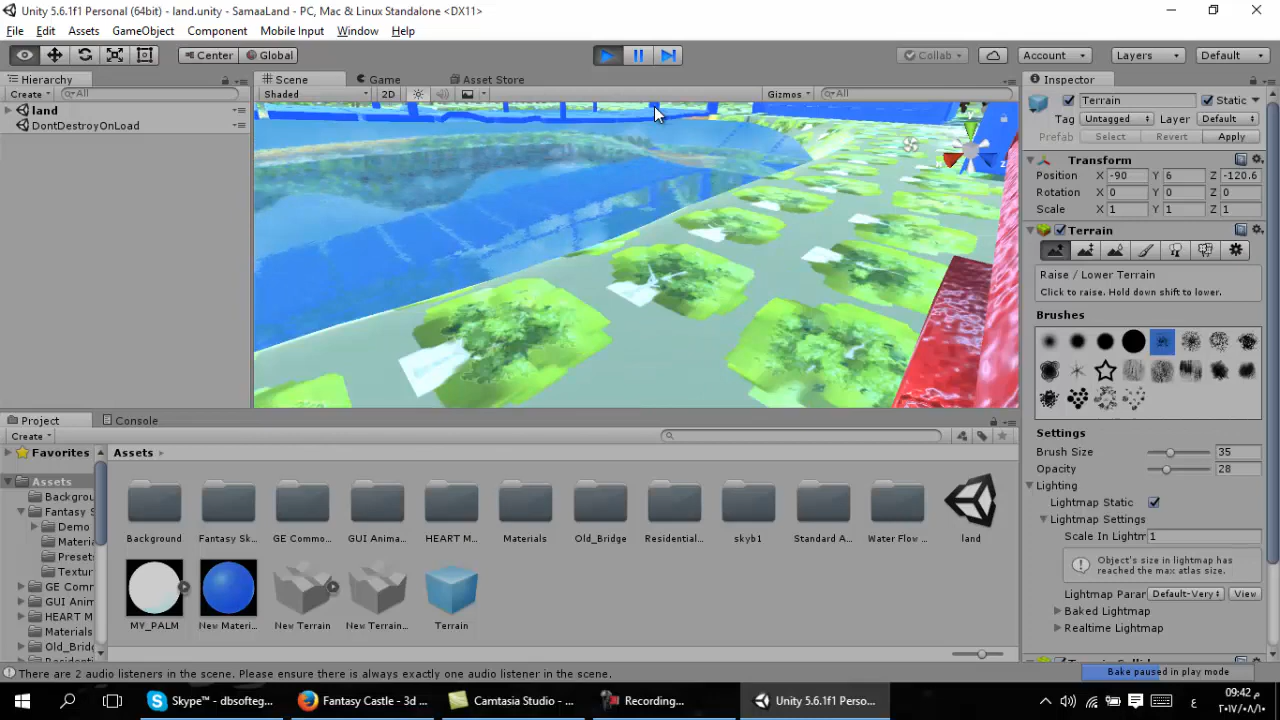 Unity 5.6.1f1 Personal (64bit) - land.unity - SamaaLand - PC, Mac & Linux Standalone <DX11>
File Edit Assets GameObject Component Mobile Input Window Help
Center Global Collab Account Layers Default
Hierarchy Scene Game Asset Store Inspector
Create All Shaded 2D Gizmos All
land
DontDestroyOnLoad
Terrain Static
Tag Untagged Layer Default
Prefab Select Revert Apply
Transform
Position X -90 Y 6 Z -120.6
Rotation X 0 Y 0 Z 0
Scale X 1 Y 1 Z 1
Terrain
Raise / Lower Terrain
Click to raise. Hold down shift to lower.
Brushes
Settings
Brush Size 35
Opacity 28
Lighting
Lightmap Static
Lightmap Settings
Scale In Lightm 1
Object's size in lightmap has
reached the max atlas size.
Lightmap Parar Default-Very View
Baked Lightmap
Realtime Lightmap
Project Console
Create
Favorites
Assets
Assets
Backgrou
Fantasy S
Demo
Materi
Presets
Textur
GE Comm
GUI Anim
HEART M
Materials
Old_Bridg
Background Fantasy Sk... GE Commo... GUI Anima... HEART M... Materials Old_Bridge Residential... skyb1 Standard A... Water Flow ... land
MY_PALM New Materi... New Terrain New Terrain... Terrain
There are 2 audio listeners in the scene. Please ensure there is always exactly one audio listener in the scene.
Bake paused in play mode
Skype™ - dbsofteg... Fantasy Castle - 3d ... Camtasia Studio - ... Recording... Unity 5.6.1f1 Perso...
ع
09:42 م
٢٠١٧/٠٨/١٠